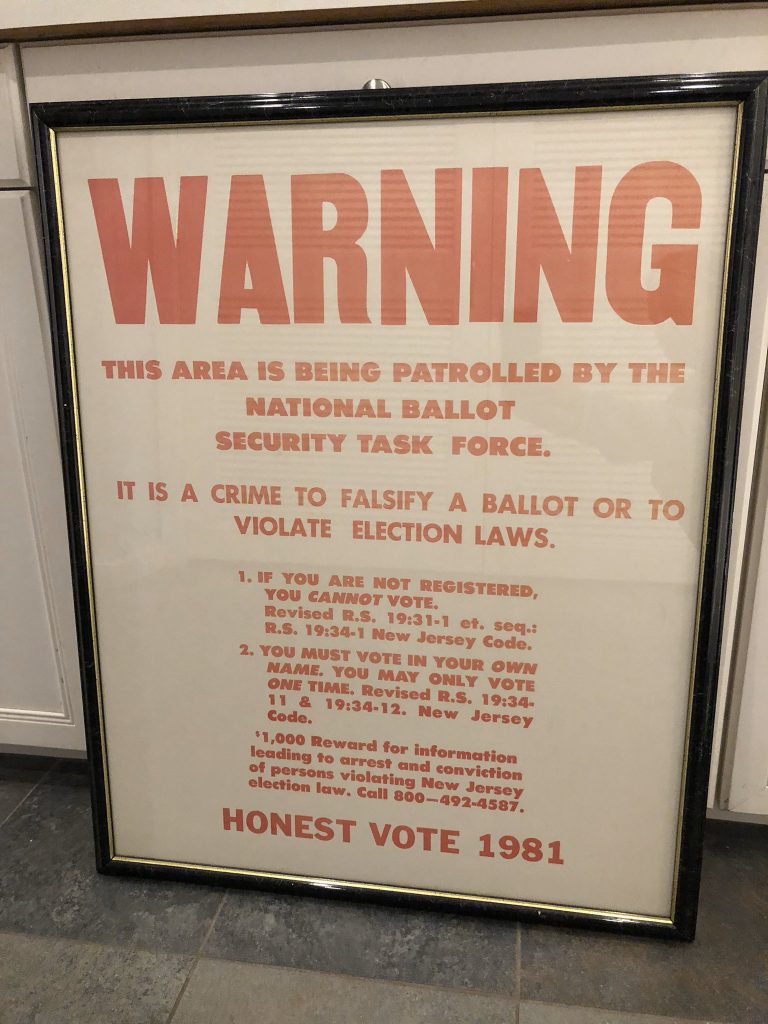 WARNING
THIS AREA IS BEING PATROLLED BY THE
NATIONAL BALLOT
SECURITY TASK FORCE.
IT IS A CRIME TO FALSIFY A BALLOT OR TO
VIOLATE ELECTION LAWS.
1. IF YOU ARE NOT REGISTERED,
YOU CANNOT VOTE.
Revised R.S. 19:31-1 et. seq.:
R.S. 19:34-1 New Jersey Code.
2. YOU MUST VOTE IN YOUR OWN
NAME. YOU MAY ONLY VOTE
ONE TIME. Revised R.S. 19:34-
11 & 19:34-12. New Jersey
Code.
$1,000 Reward for information
leading to arrest and conviction
of persons violating New Jersey
election law. Call 800—492-4587.
HONEST VOTE 1981